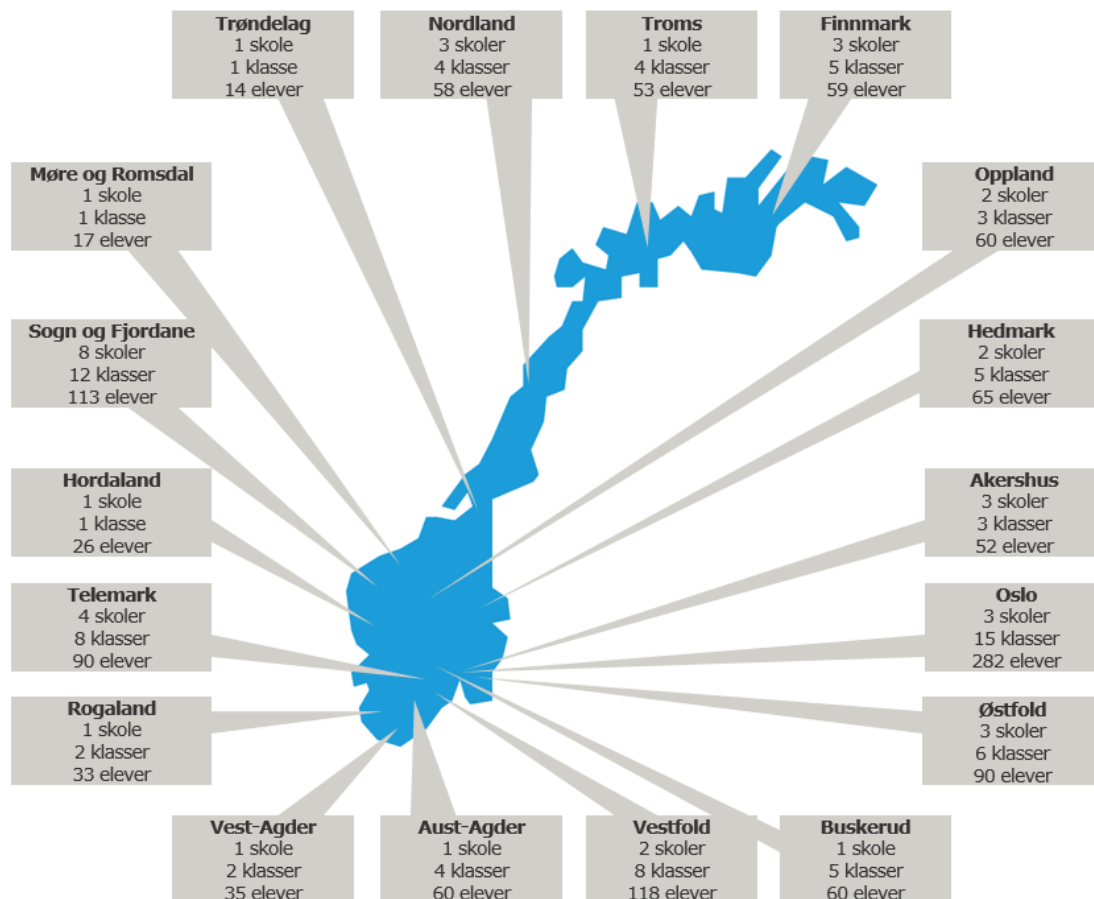 Trøndelag
1 skole
1 klasse
14 elever
Nordland
3 skoler
4 klasser
58 elever
Troms
1 skole
4 klasser
53 elever
Finnmark
3 skoler
5 klasser
59 elever
Møre og Romsdal
1 skole
1 klasse
17 elever
Oppland
2 skoler
3 klasser
60 elever
Sogn og Fjordane
8 skoler
12 klasser
113 elever
Hedmark
2 skoler
5 klasser
65 elever
Hordaland
1 skole
1 klasse
26 elever
Akershus
3 skoler
3 klasser
52 elever
Telemark
4 skoler
8 klasser
90 elever
Oslo
3 skoler
15 klasser
282 elever
Rogaland
1 skole
2 klasser
33 elever
Østfold
3 skoler
6 klasser
90 elever
Vest-Agder
1 skole
2 klasser
35 elever
Aust-Agder
1 skole
4 klasser
60 elever
Vestfold
2 skoler
8 klasser
118 elever
Buskerud
1 skole
5 klasser
60 elever